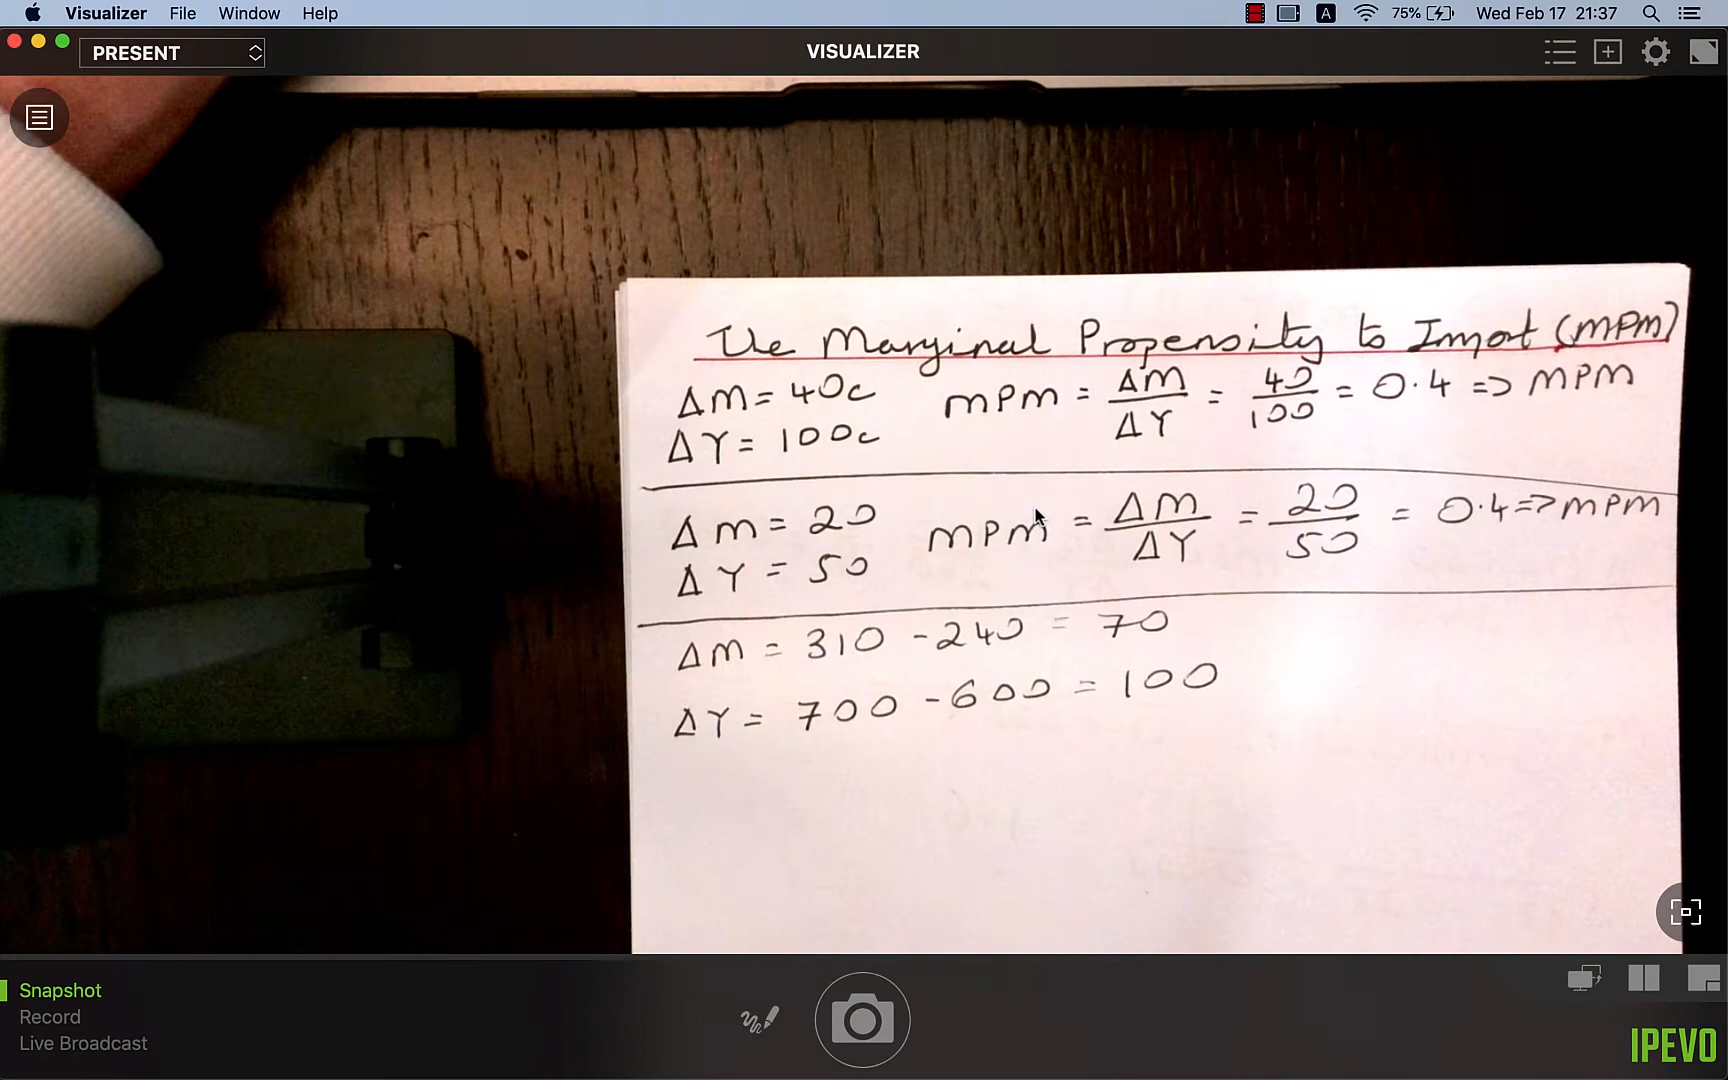 Visualizer File Window Help A 75% Wed Feb 17 21:37
PRESENT VISUALIZER
The Marginal Propensity to Import (MPM)
ΔM = 40c MPM = ΔM/ΔY = 40/100 = 0.4 => MPM
ΔY = 100c
ΔM = 20 MPM = ΔM/ΔY = 20/50 = 0.4 => MPM
ΔY = 50
ΔM = 310 - 240 = 70
ΔY = 700 - 600 = 100
Snapshot
Record
Live Broadcast
IPEVO